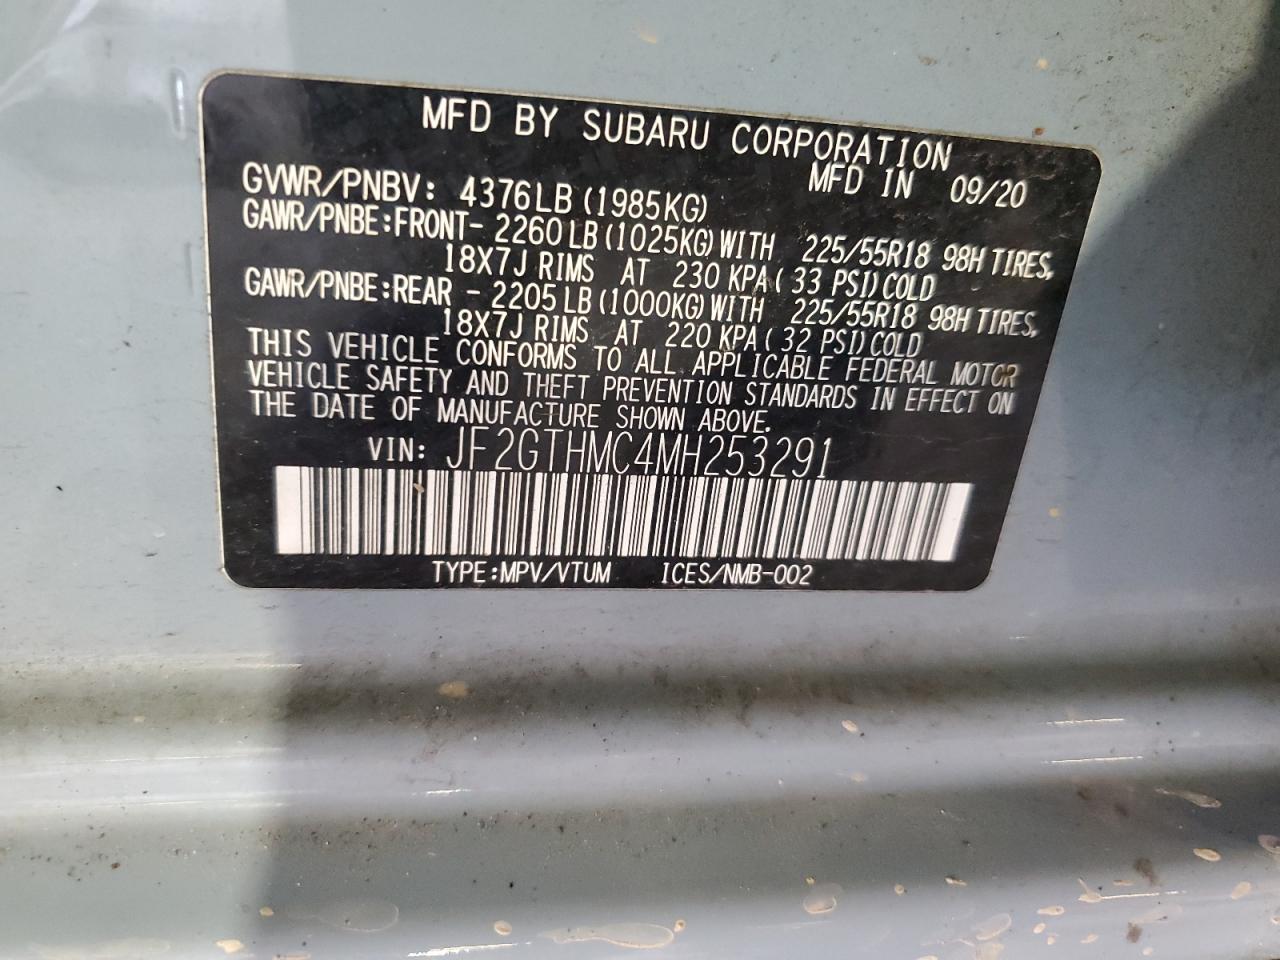 MFD BY SUBARU CORPORATION
MFD IN 09/20
GVWR/PNBV: 4376LB (1985KG)
GAWR/PNBE:FRONT- 2260 LB (1025KG) WITH 225/55R18 98H TIRES,
18X7J RIMS AT 230 KPA ( 33 PSI) COLD
GAWR/PNBE:REAR - 2205 LB (1000KG) WITH 225/55R18 98H TIRES,
18X7J RIMS AT 220 KPA ( 32 PSI) COLD
THIS VEHICLE CONFORMS TO ALL APPLICABLE FEDERAL MOTOR
VEHICLE SAFETY AND THEFT PREVENTION STANDARDS IN EFFECT ON
THE DATE OF MANUFACTURE SHOWN ABOVE.
VIN: JF2GTHMC4MH253291
TYPE:MPV/VTUM ICES/NMB-002